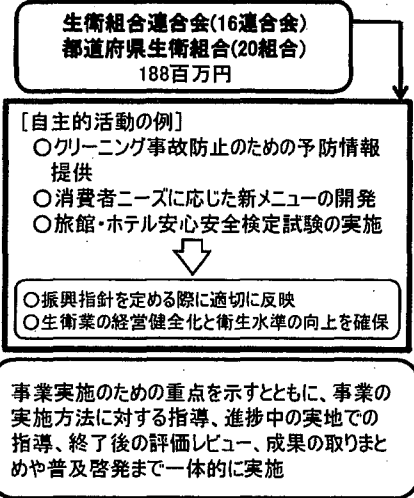 生衛組合連合会(16連合会)
都道府県生衛組合(20組合)
188百万円
[自主的活動の例]
○クリーニング事故防止のための予防情報
提供
○消費者ニーズに応じた新メニューの開発
○旅館・ホテル安心安全検定試験の実施
○振興指針を定める際に適切に反映
○生衛業の経営健全化と衛生水準の向上を確保
事業実施のための重点を示すとともに、事業の
実施方法に対する指導、進捗中の実地での
指導、終了後の評価レビュー、成果の取りまと
めや普及啓発まで一体的に実施